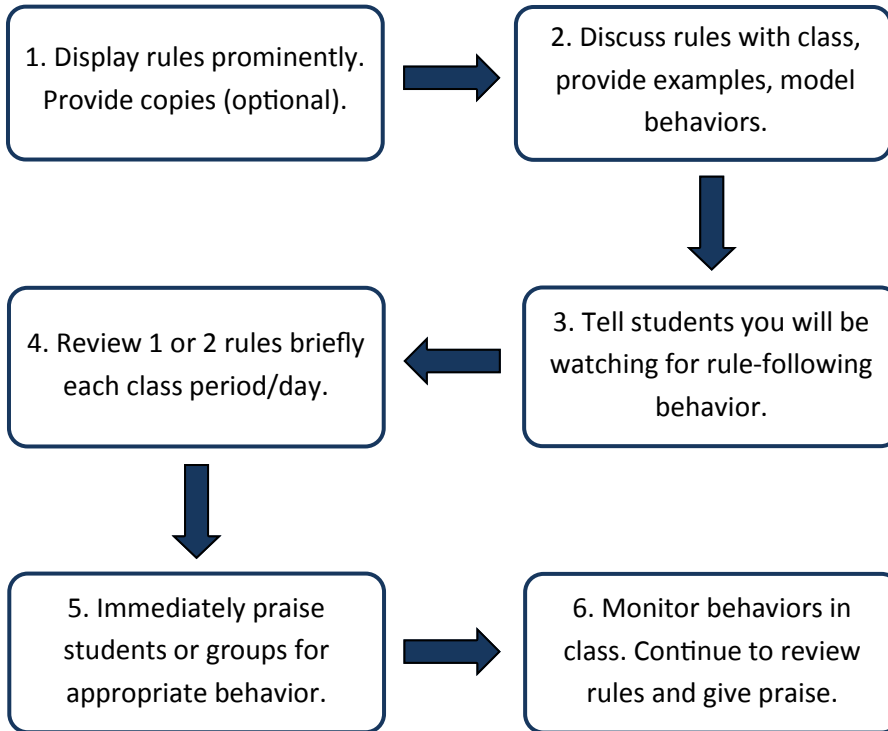 1. Display rules prominently.
Provide copies (optional).
2. Discuss rules with class,
provide examples, model
behaviors.
3. Tell students you will be
watching for rule-following
behavior.
4. Review 1 or 2 rules briefly
each class period/day.
5. Immediately praise
students or groups for
appropriate behavior.
6. Monitor behaviors in
class. Continue to review
rules and give praise.